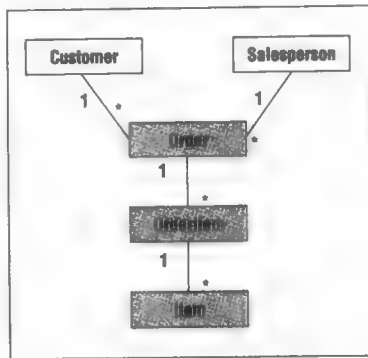 Customer Salesperson
1 * 1
Order *
1
*
1
*
Item